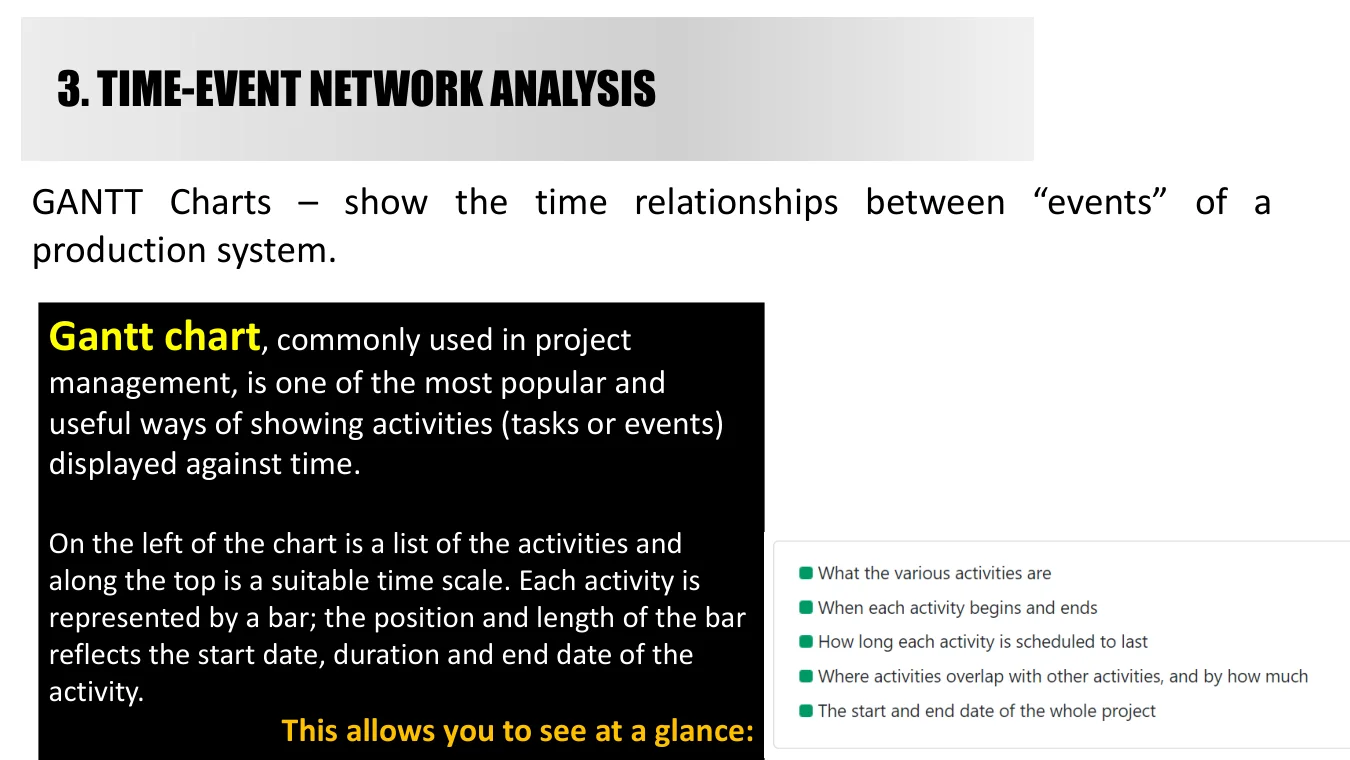 3. TIME-EVENT NETWORK ANALYSIS
GANTT Charts – show the time relationships between “events” of a
production system.
Gantt chart, commonly used in project
management, is one of the most popular and
useful ways of showing activities (tasks or events)
displayed against time.
On the left of the chart is a list of the activities and
along the top is a suitable time scale. Each activity is
represented by a bar; the position and length of the bar
reflects the start date, duration and end date of the
activity.
This allows you to see at a glance:
What the various activities are
When each activity begins and ends
How long each activity is scheduled to last
Where activities overlap with other activities, and by how much
The start and end date of the whole project